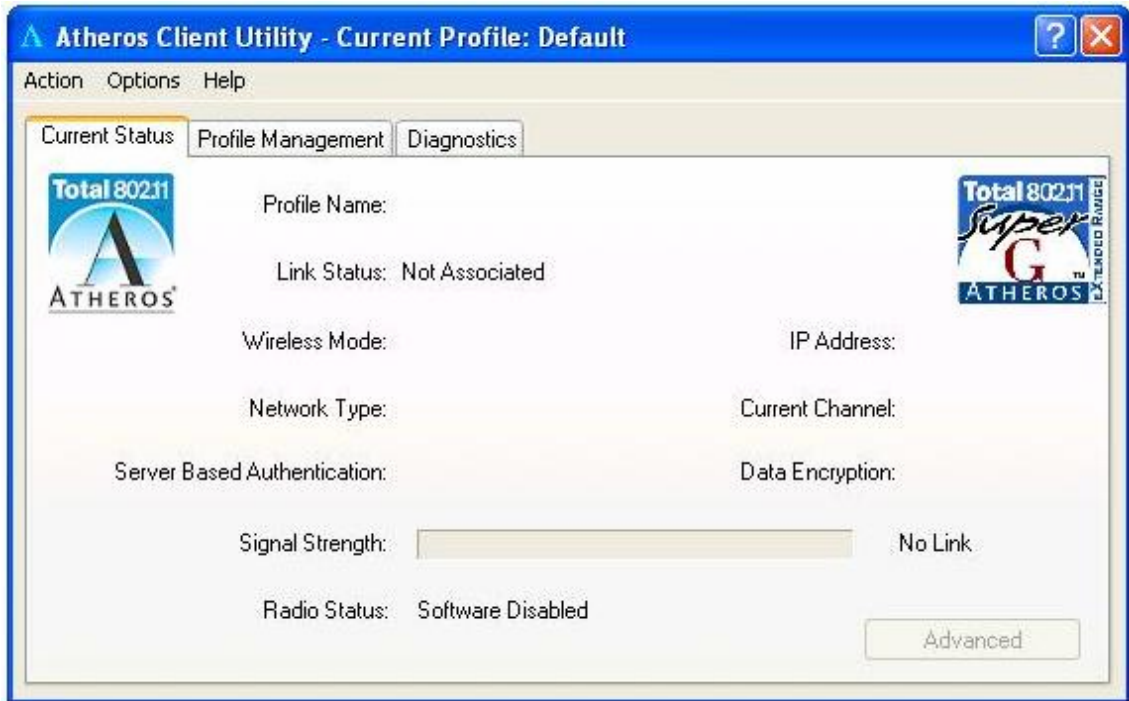 Atheros Client Utility - Current Profile: Default
Action Options Help
Current Status Profile Management Diagnostics
Total 802.11
ATHEROS®
Total 802.11
Super
G™
ATHEROS
EXTENDED RANGE
Profile Name:
Link Status: Not Associated
Wireless Mode: IP Address:
Network Type: Current Channel:
Server Based Authentication: Data Encryption:
Signal Strength: No Link
Radio Status: Software Disabled
Advanced